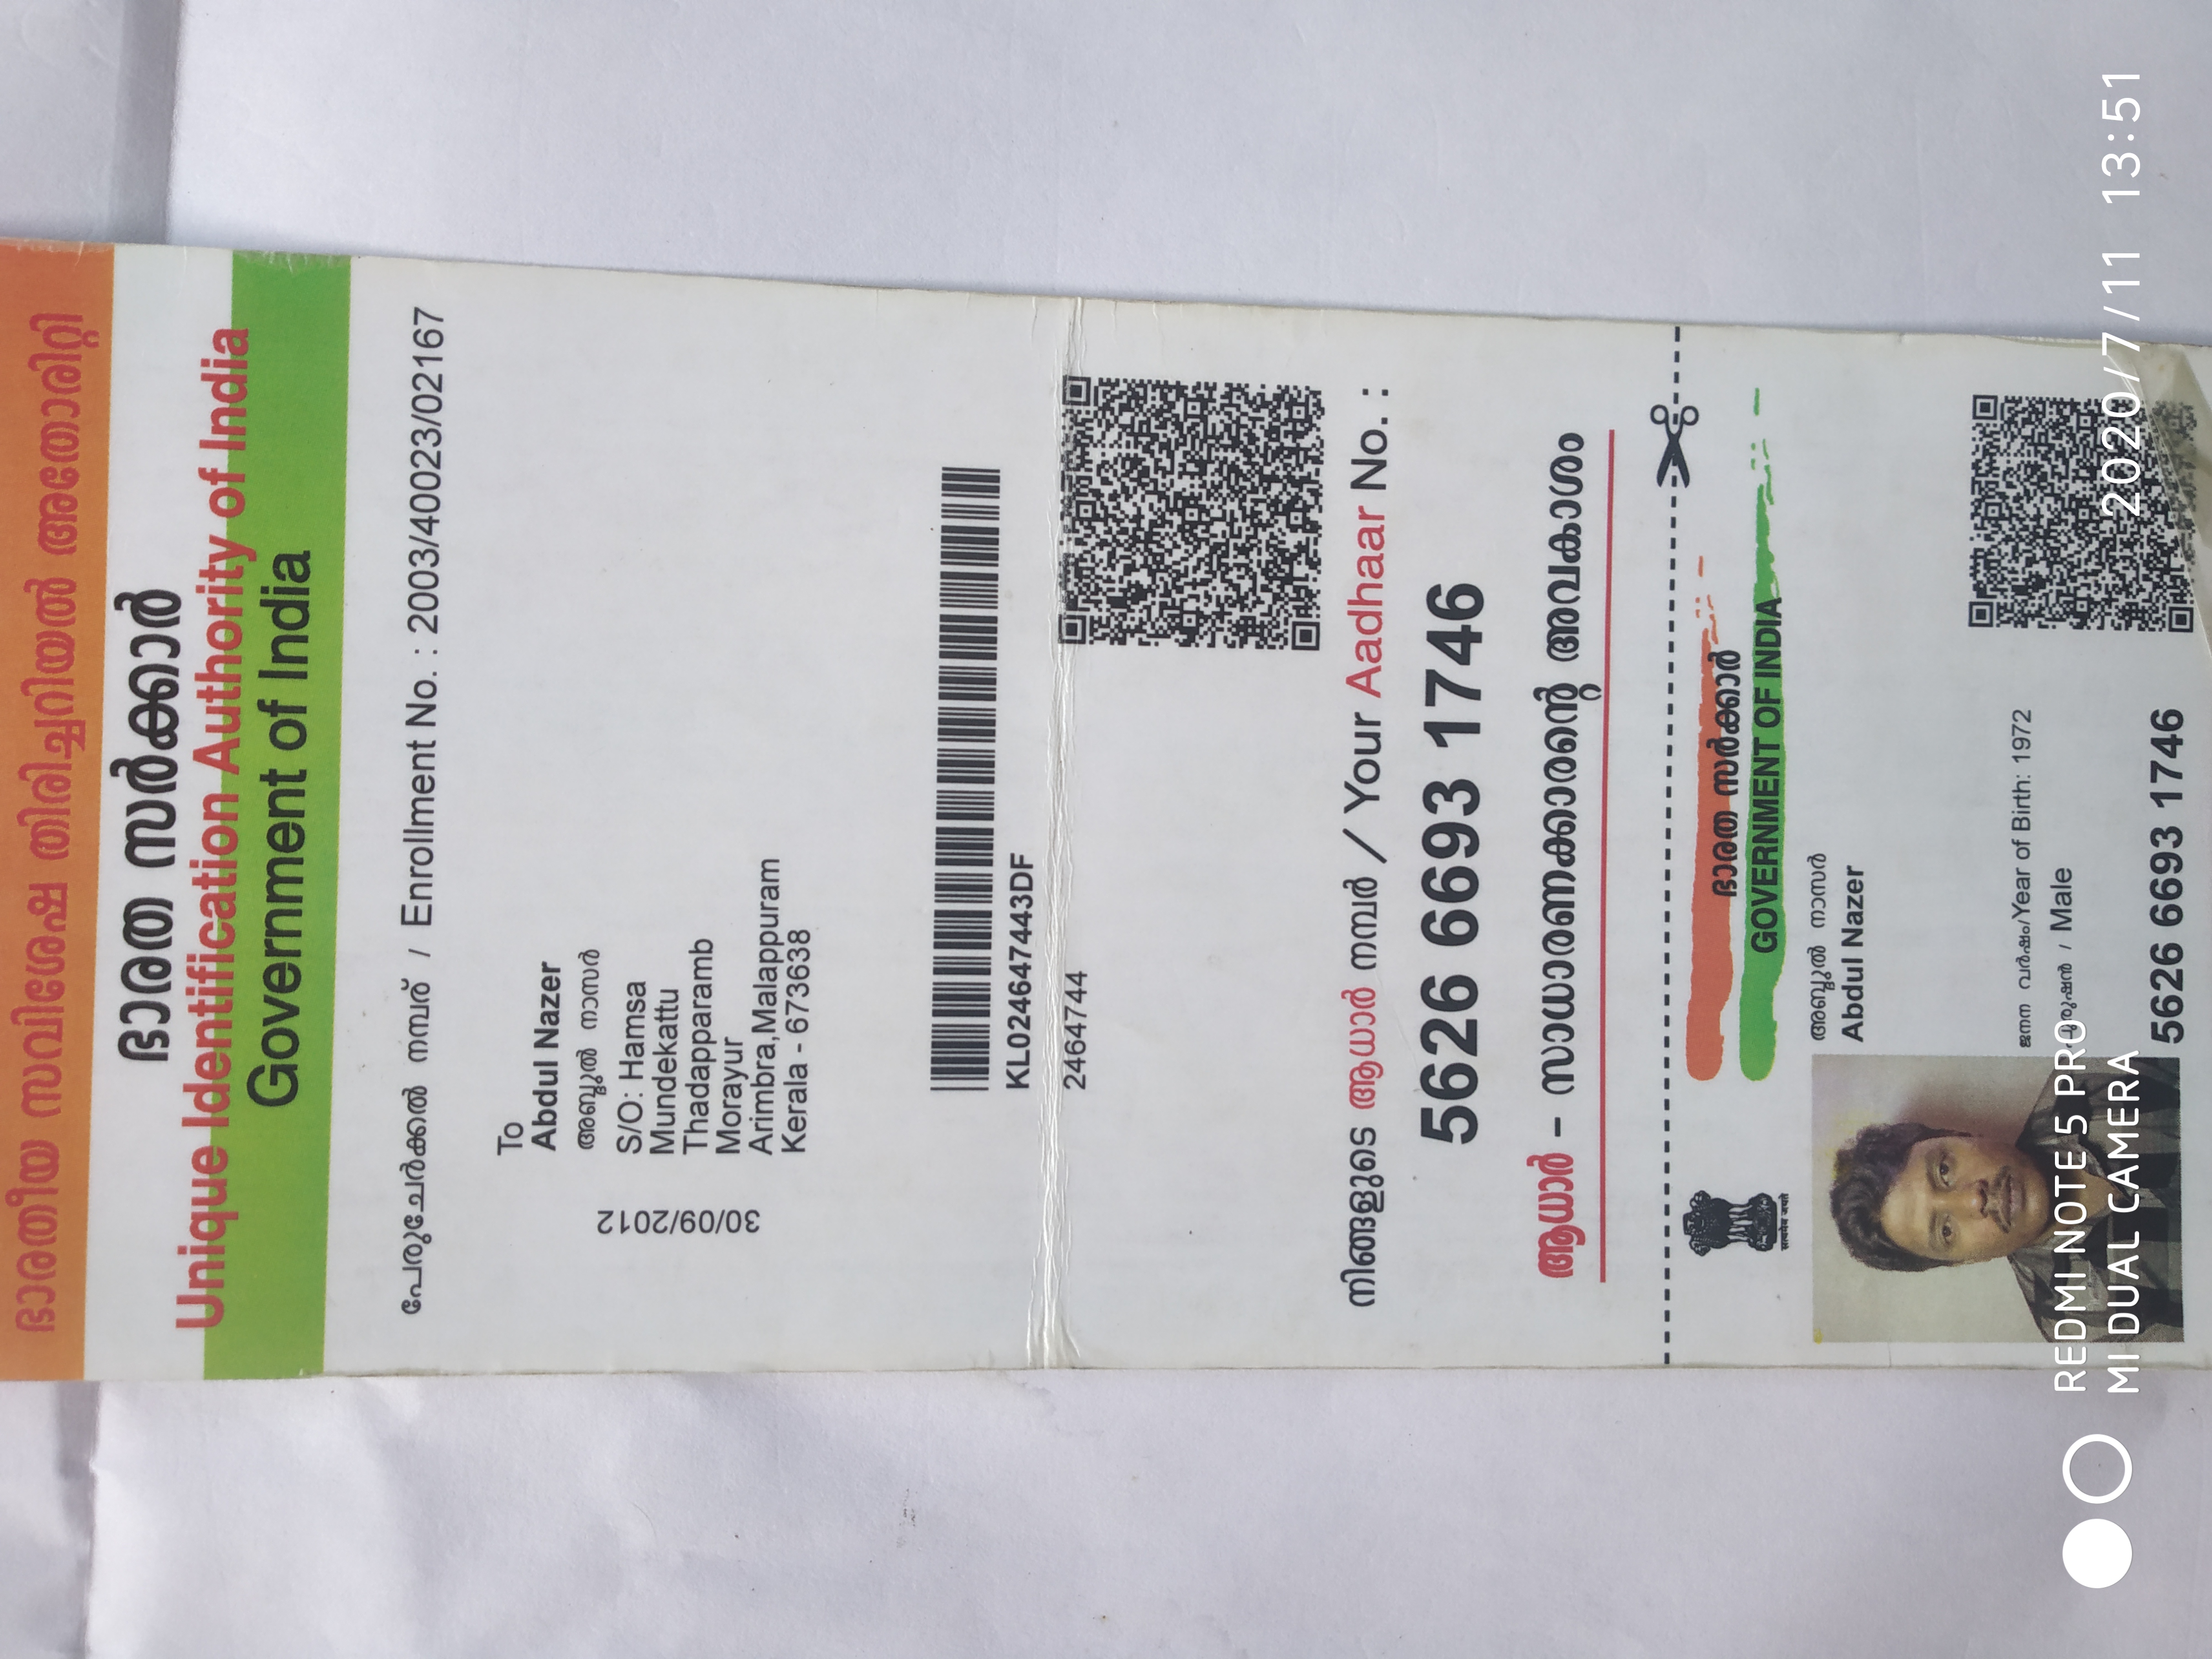 ഭാരതീയ സവിശേഷ തിരിച്ചറിയൽ അതോരിറ്റി
ഭാരത സർക്കാർ
Unique Identification Authority of India
Government of India
പേരുചേർക്കൽ നമ്പര് / Enrollment No. : 2003/40023/02167
To
Abdul Nazer
അബ്ദുൽ നാസർ
S/O: Hamsa
Mundekattu
Thadapparamb
Morayur
Arimbra,Malappuram
Kerala - 673638
30/09/2012
KL024647443DF
2464744
നിങ്ങളുടെ ആധാർ നമ്പർ / Your Aadhaar No. :
5626 6693 1746
ആധാർ - സാധാരണക്കാരന്റെ അവകാശം
ഭാരത സർക്കാർ
GOVERNMENT OF INDIA
सत्यमेव जयते
അബ്ദുൽ നാസർ
Abdul Nazer
ജനന വർഷം/Year of Birth: 1972
പുരുഷൻ / Male
5626 6693 1746
REDMI NOTE 5 PRO
MI DUAL CAMERA
2020/7/11 13:51